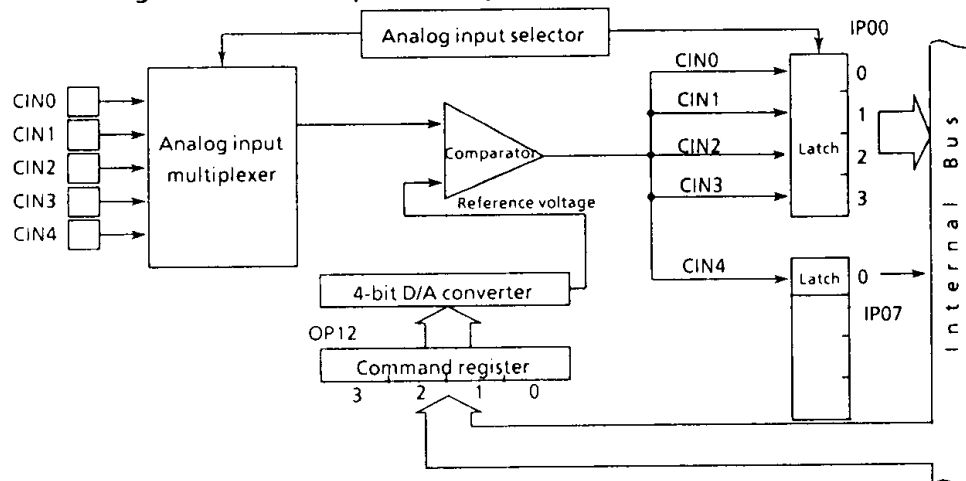 Analog input selector
IP00
CIN0
CIN1
CIN2
CIN3
CIN4
Analog input
multiplexer
Comparator
Reference voltage
CIN0
CIN1
CIN2
CIN3
CIN4
Latch
0
1
2
3
Latch
0
IP07
Internal Bus
4-bit D/A converter
OP12
Command register
3 2 1 0